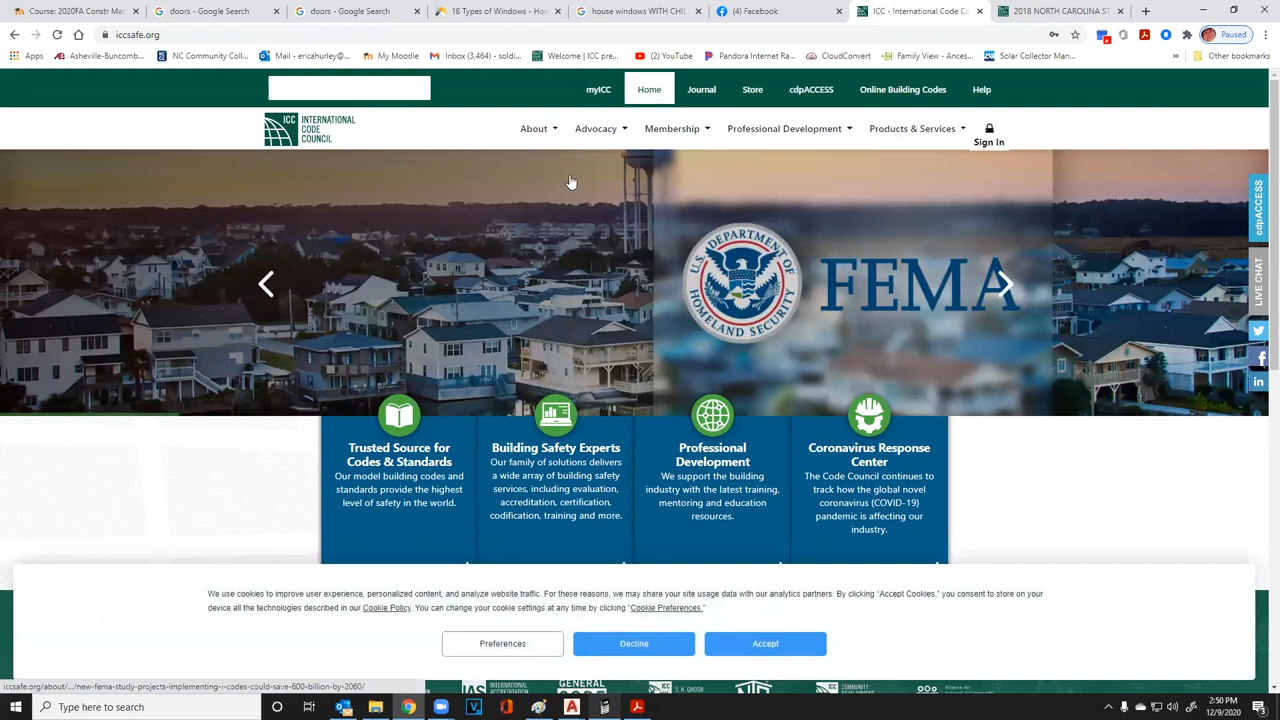 Course: 2020FA Constr Mat
doors - Google Search
18 Types of Windows - Hom
house windows WITH CHIL
(4) Facebook
ICC - International Code Co
2018 NORTH CAROLINA ST
iccsafe.org
Paused
Apps
Asheville-Buncomb...
NC Community Coll...
Mail - ericahurley@...
My Moodle
Inbox (3,464) - soldi...
Welcome | ICC pre...
(2) YouTube
Pandora Internet Ra...
CloudConvert
Family View - Ances...
Solar Collector Man...
»
Other bookmarks
myICC
Home
Journal
Store
cdpACCESS
Online Building Codes
Help
ICC INTERNATIONAL
CODE
COUNCIL
About
Advocacy
Membership
Professional Development
Products & Services
Sign In
U.S. DEPARTMENT OF
HOMELAND SECURITY
FEMA
cdpACCESS
LIVE CHAT
Trusted Source for
Codes & Standards
Our model building codes and
standards provide the highest
level of safety in the world.
Building Safety Experts
Our family of solutions delivers
a wide array of building safety
services, including evaluation,
accreditation, certification,
codification, training and more.
Professional
Development
We support the building
industry with the latest training,
mentoring and education
resources.
Coronavirus Response
Center
The Code Council continues to
track how the global novel
coronavirus (COVID-19)
pandemic is affecting our
industry.
We use cookies to improve user experience, personalized content, and analyze website traffic. For these reasons, we may share your site usage data with our analytics partners. By clicking "Accept Cookies," you consent to store on your
device all the technologies described in our Cookie Policy. You can change your cookie settings at any time by clicking "Cookie Preferences."
Preferences
Decline
Accept
iccsafe.org/about/.../new-fema-study-projects-implementing-i-codes-could-save-600-billion-by-2060/
IAS INTERNATIONAL
ACCREDITATION
GENERAL
CODE
ICC
S. K. GHOSH
ICC
COMMUNITY
Alliance for
Type here to search
2:50 PM
12/9/2020
3